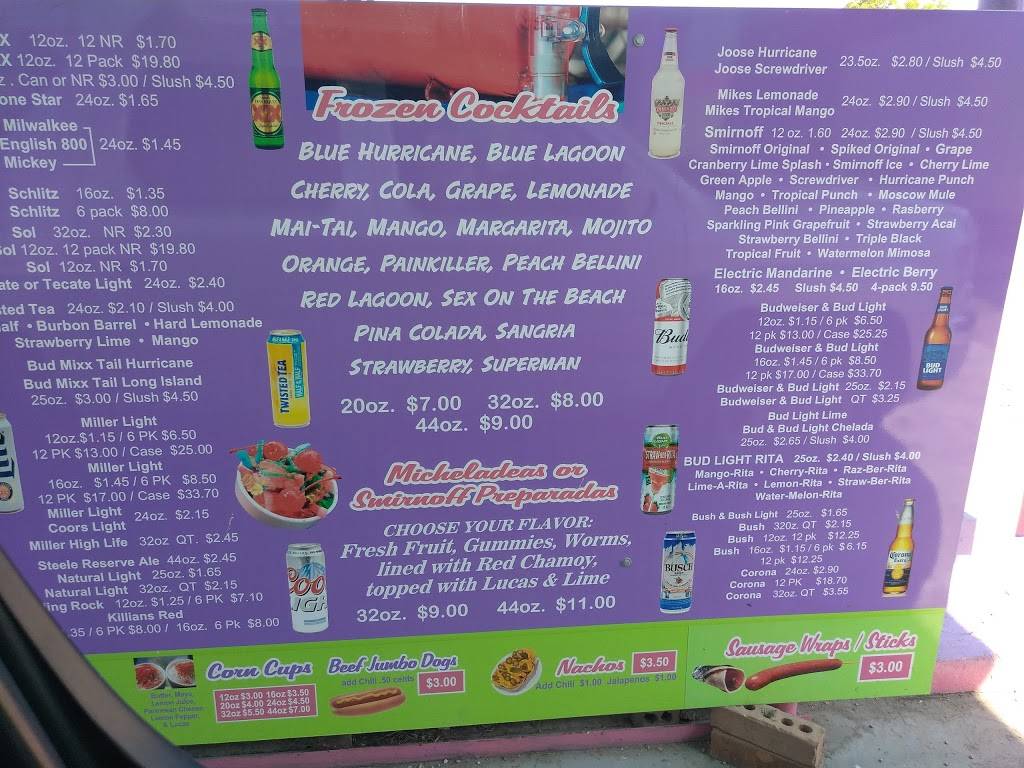 X 12oz. 12 NR $1.70
X 12oz. 12 Pack $19.80
z. Can or NR $3.00 / Slush $4.50
one Star 24oz. $1.65
Milwalkee
English 800
Mickey
24oz. $1.45
Schlitz 16oz. $1.35
Schlitz 6 pack $8.00
Sol 32oz. NR $2.30
ol 12oz. 12 pack NR $19.80
Sol 12oz. NR $1.70
ate or Tecate Light 24oz. $2.40
sted Tea 24oz. $2.10 / Slush $4.00
alf • Burbon Barrel • Hard Lemonade
Strawberry Lime • Mango
Bud Mixx Tail Hurricane
Bud Mixx Tail Long Island
25oz. $3.00 / Slush $4.50
Miller Light
12oz.$1.15 / 6 PK $6.50
12 PK $13.00 / Case $25.00
Miller Light
16oz. $1.45 / 6 PK $8.50
12 PK $17.00 / Case $33.70
Miller Light
Coors Light
24oz. $2.15
Miller High Life 32oz QT. $2.45
Steele Reserve Ale 44oz. $2.45
Natural Light 25oz. $1.65
Natural Light 32oz. QT $2.15
ing Rock 12oz. $1.25 / 6 PK $7.10
Killians Red
35 / 6 PK $8.00 / 16oz. 6 Pk $8.00
TWISTED TEA
HALF & HALF
Lite
COO
IGH
Frozen Cocktails
BLUE HURRICANE, BLUE LAGOON
CHERRY, COLA, GRAPE, LEMONADE
MAI-TAI, MANGO, MARGARITA, MOJITO
ORANGE, PAINKILLER, PEACH BELLINI
RED LAGOON, SEX ON THE BEACH
PINA COLADA, SANGRIA
STRAWBERRY, SUPERMAN
20oz. $7.00 32oz. $8.00
44oz. $9.00
Micheladeas or
Smirnoff Preparadas
CHOOSE YOUR FLAVOR:
Fresh Fruit, Gummies, Worms,
lined with Red Chamoy,
topped with Lucas & Lime
32oz. $9.00 44oz. $11.00
Joose Hurricane
Joose Screwdriver
23.5oz. $2.80 / Slush $4.50
Mikes Lemonade
Mikes Tropical Mango
24oz. $2.90 / Slush $4.50
Smirnoff 12 oz. 1.60 24oz. $2.90 / Slush $4.50
Smirnoff Original • Spiked Original • Grape
Cranberry Lime Splash • Smirnoff Ice • Cherry Lime
Green Apple • Screwdriver • Hurricane Punch
Mango • Tropical Punch • Moscow Mule
Peach Bellini • Pineapple • Rasberry
Sparkling Pink Grapefruit • Strawberry Acai
Strawberry Bellini • Triple Black
Tropical Fruit • Watermelon Mimosa
Electric Mandarine • Electric Berry
16oz. $2.45 Slush $4.50 4-pack 9.50
Budweiser & Bud Light
12oz. $1.15 / 6 pk $6.50
12 pk $13.00 / Case $25.25
Budweiser & Bud Light
16oz. $1.45 / 6 pk $8.50
12 pk $17.00 / Case $33.70
Budweiser & Bud Light 25oz. $2.15
Budweiser & Bud Light QT $3.25
Bud Light Lime
Bud & Bud Light Chelada
25oz. $2.65 / Slush $4.00
BUD LIGHT RITA 25oz. $2.40 / Slush $4.00
Mango-Rita • Cherry-Rita • Raz-Ber-Rita
Lime-A-Rita • Lemon-Rita • Straw-Ber-Rita
Water-Melon-Rita
Bush & Bush Light 25oz. $1.65
Bush 32oz. QT $2.15
Bush 12oz. 12 pk $12.25
Bush 16oz. $1.15 / 6 pk $6.15
12 pk $12.25
Corona 24oz. $2.90
Corona 12 PK $18.70
Corona 32oz. QT $3.55
Bud
BUD
LIGHT
STRAW-BER-RITA
BUSCH
Corona
Extra
Butter, Mayo,
Lemon Juice,
Parmesan Cheese,
Lemon Pepper,
& Lucas
Corn Cups
12oz $3.00 16oz $3.50
20oz $4.00 24oz $4.50
32oz $5.50 44oz $7.00
Beef Jumbo Dogs
add Chili .50 cents
$3.00
Nachos $3.50
Add Chili $1.00 Jalapenos $1.00
Sausage Wraps / Sticks
$3.00